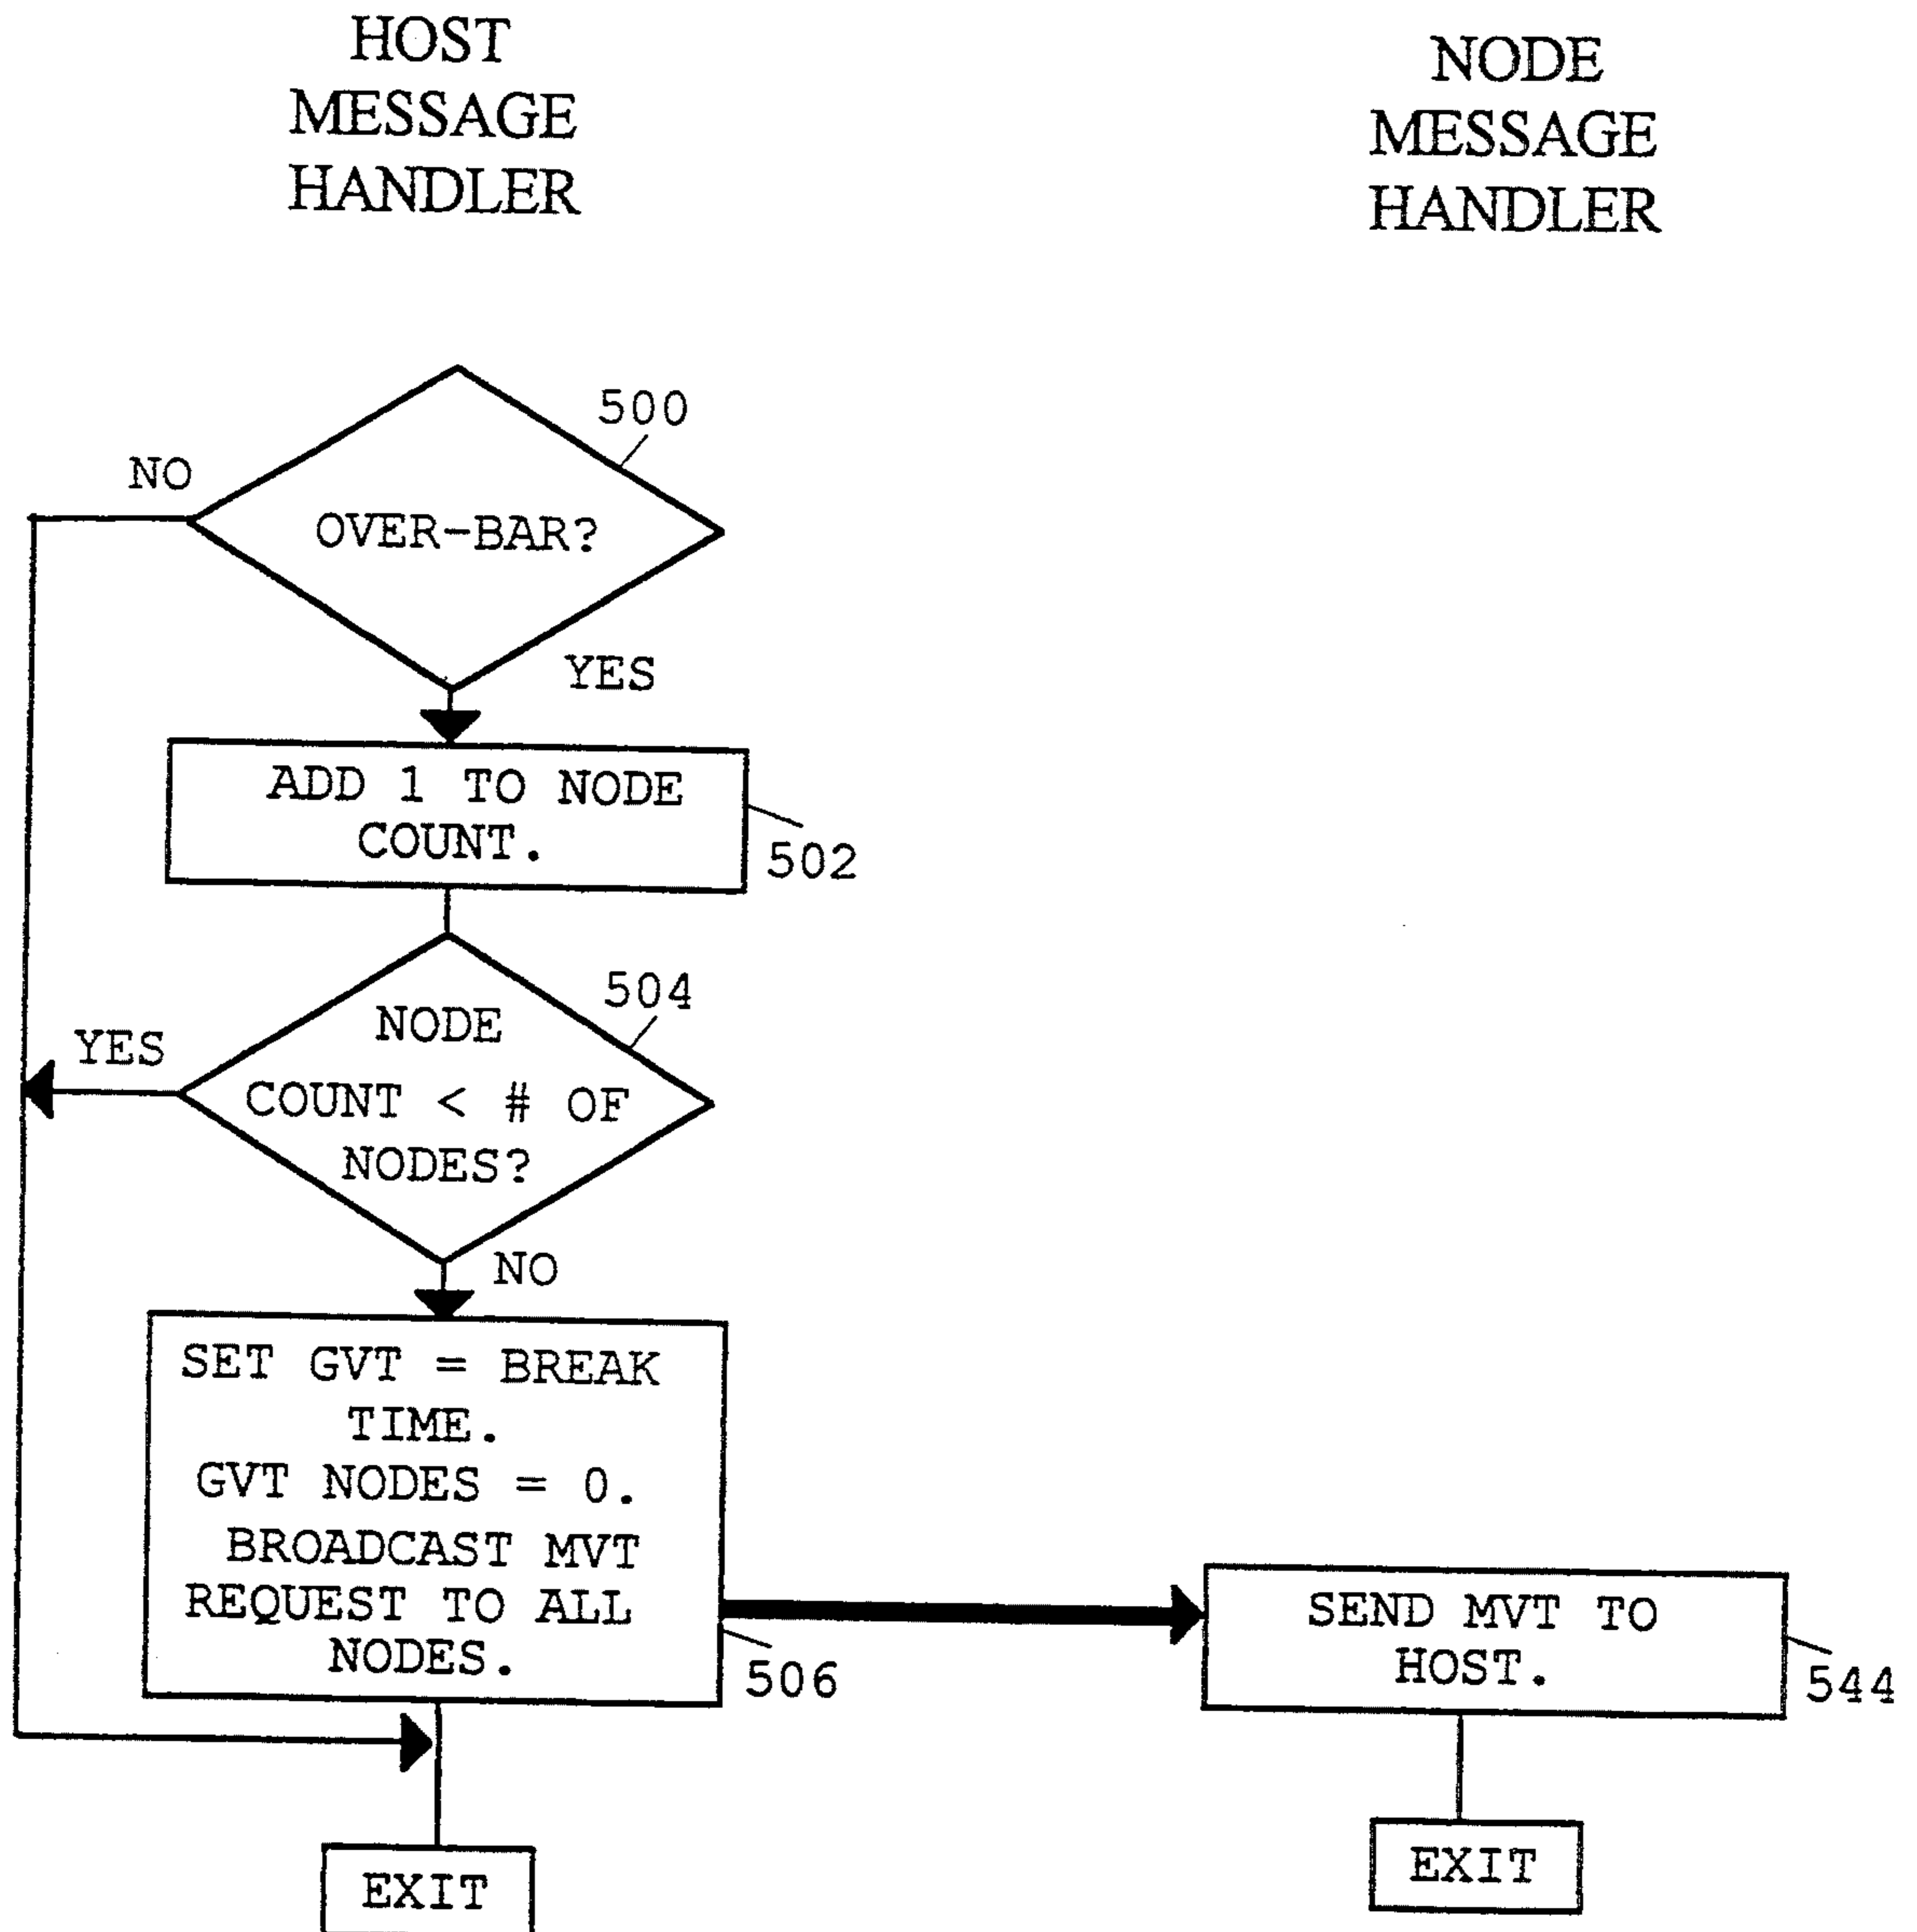 HOST
MESSAGE
HANDLER
NODE
MESSAGE
HANDLER
500
NO
OVER-BAR?
YES
ADD 1 TO NODE
COUNT.
502
504
NODE
YES
COUNT < # OF
NODES?
NO
SET GVT = BREAK
TIME.
GVT NODES = 0.
BROADCAST MVT
REQUEST TO ALL
NODES.
506
SEND MVT TO
HOST.
544
EXIT
EXIT